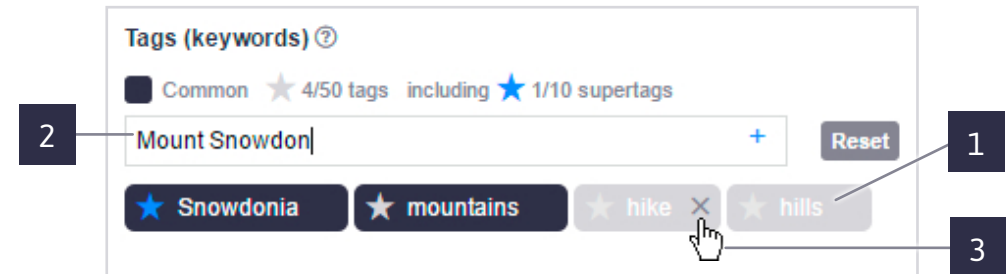 Tags (keywords) ?
Common 4/50 tags including 1/10 supertags
2
Mount Snowdon +
Reset
1
Snowdonia mountains hike × hills
3